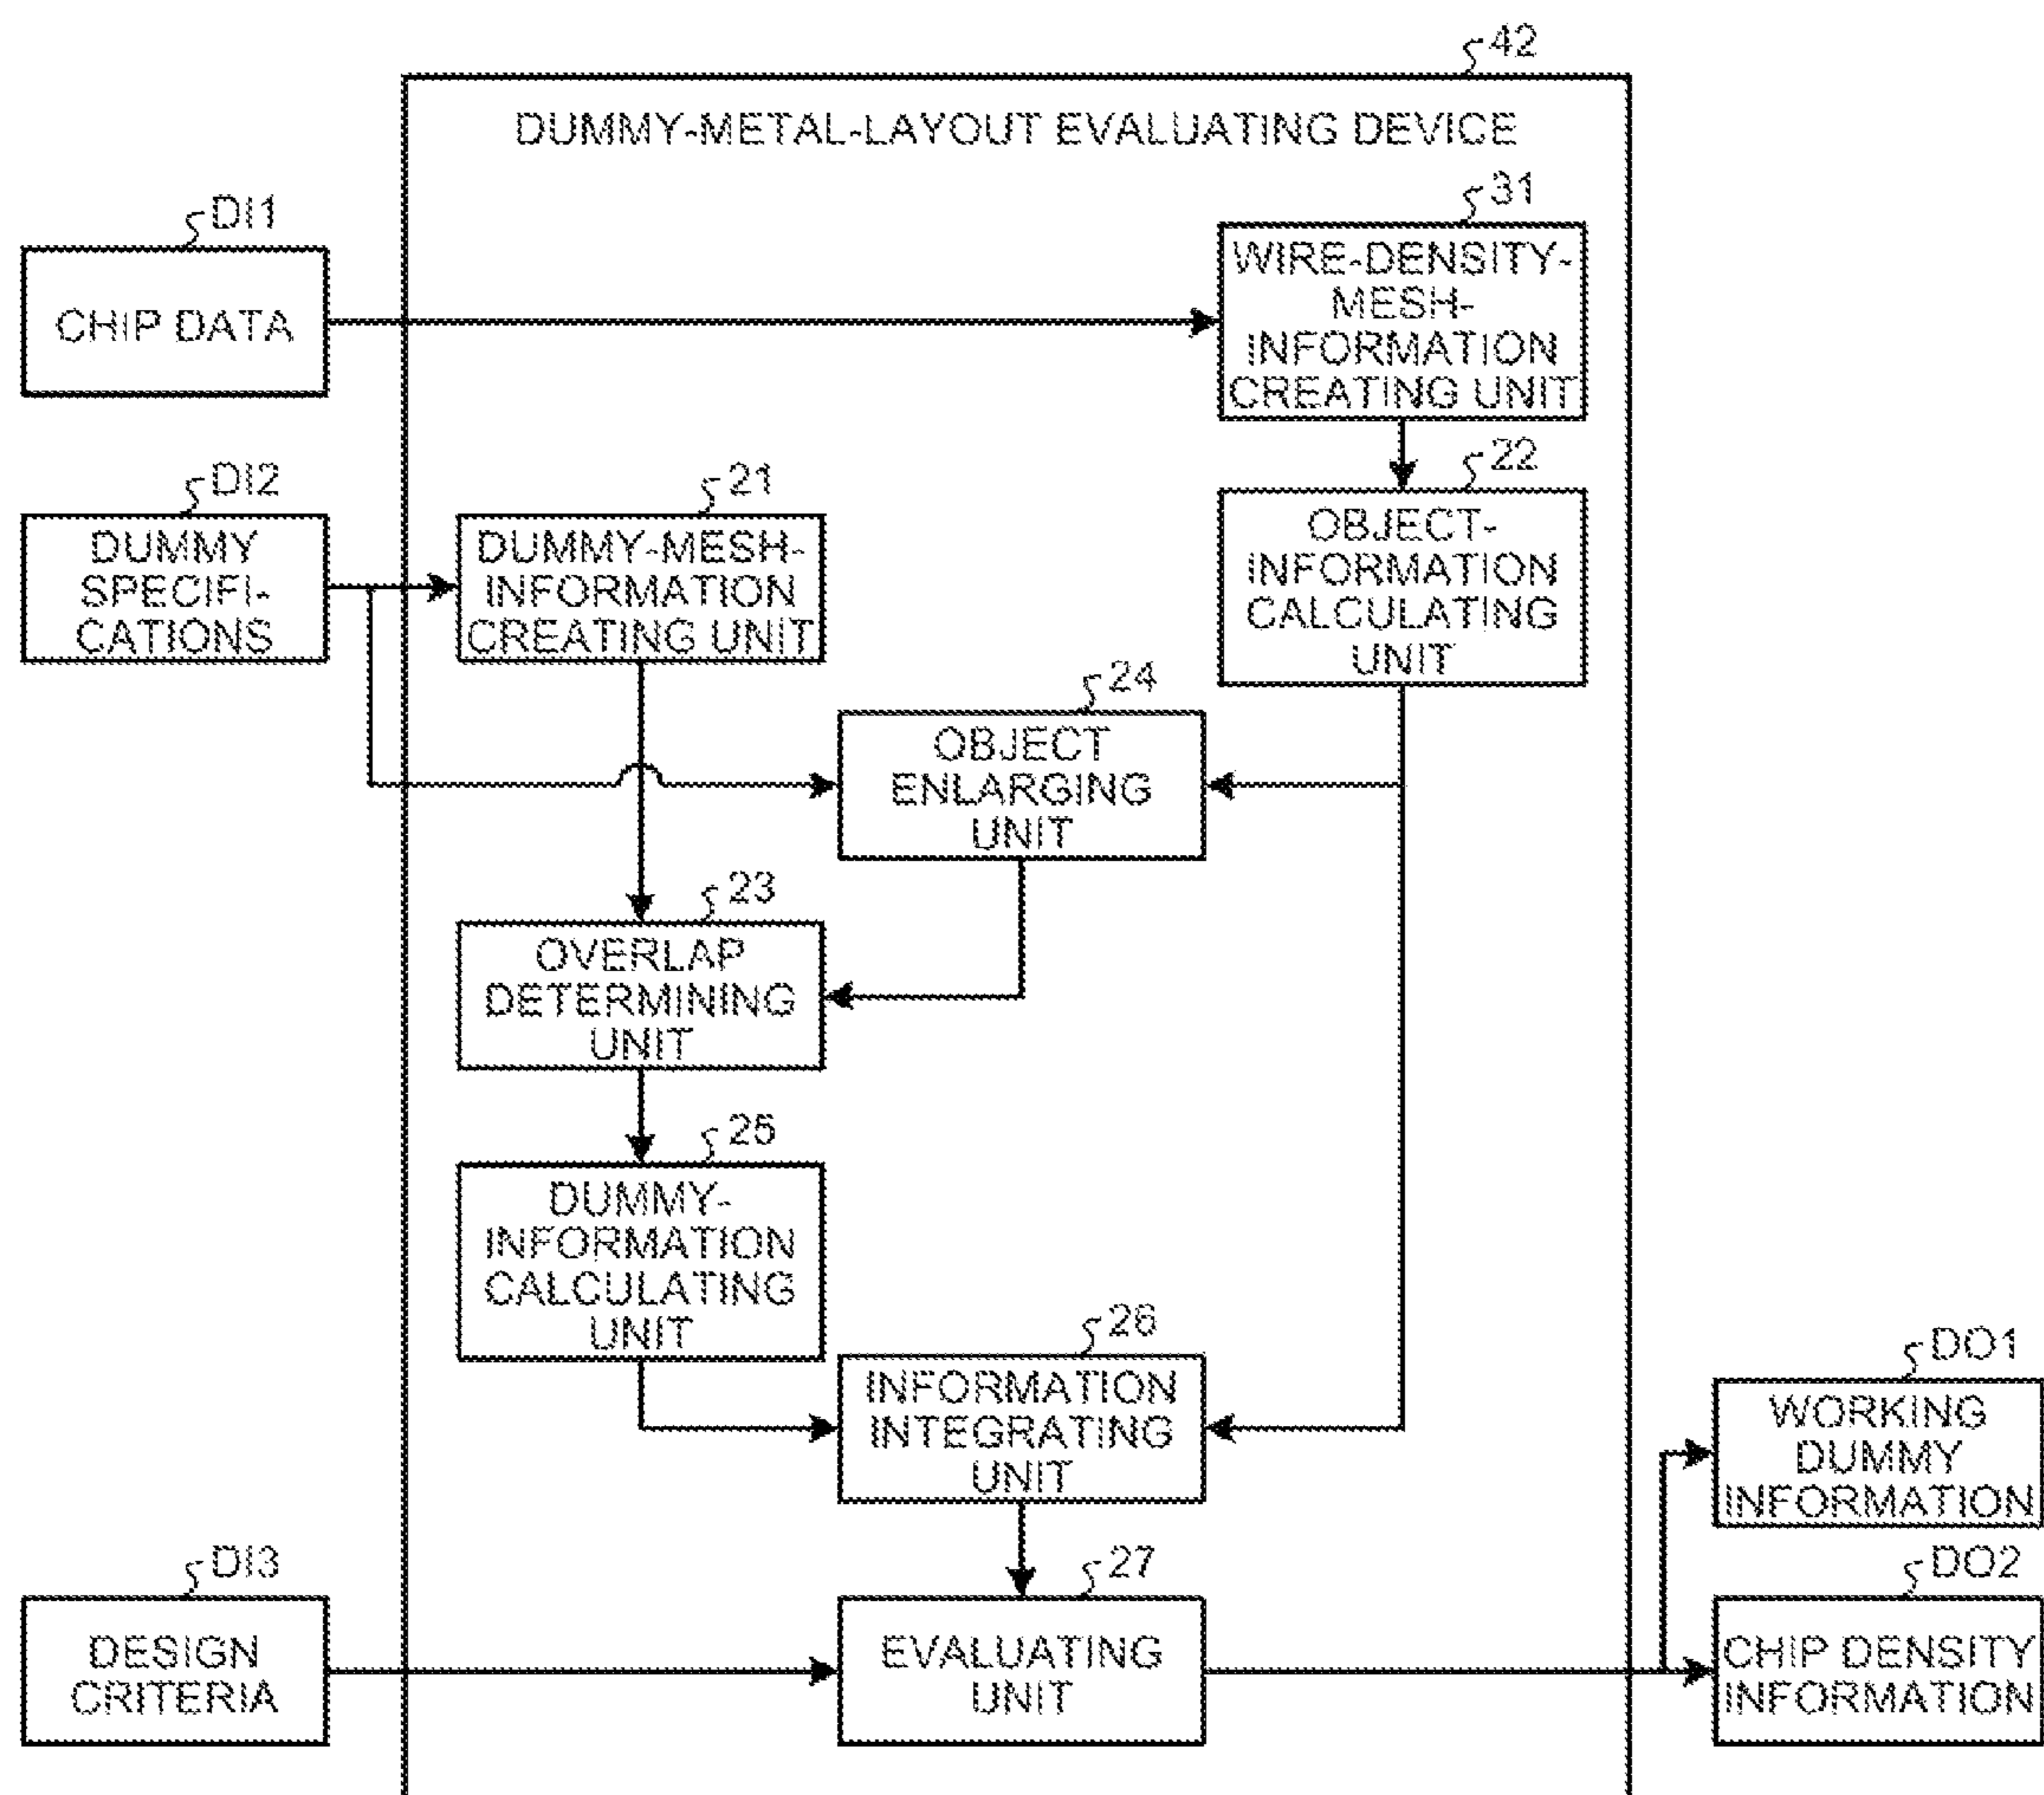 42
DUMMY-METAL-LAYOUT EVALUATING DEVICE
DI1
CHIP DATA
31
WIRE-DENSITY-
MESH-
INFORMATION
CREATING UNIT
DI2
DUMMY
SPECIFI-
CATIONS
21
DUMMY-MESH-
INFORMATION
CREATING UNIT
22
OBJECT-
INFORMATION
CALCULATING
UNIT
24
OBJECT
ENLARGING
UNIT
23
OVERLAP
DETERMINING
UNIT
25
DUMMY-
INFORMATION
CALCULATING
UNIT
26
INFORMATION
INTEGRATING
UNIT
DO1
WORKING
DUMMY
INFORMATION
DI3
DESIGN
CRITERIA
27
EVALUATING
UNIT
DO2
CHIP DENSITY
INFORMATION